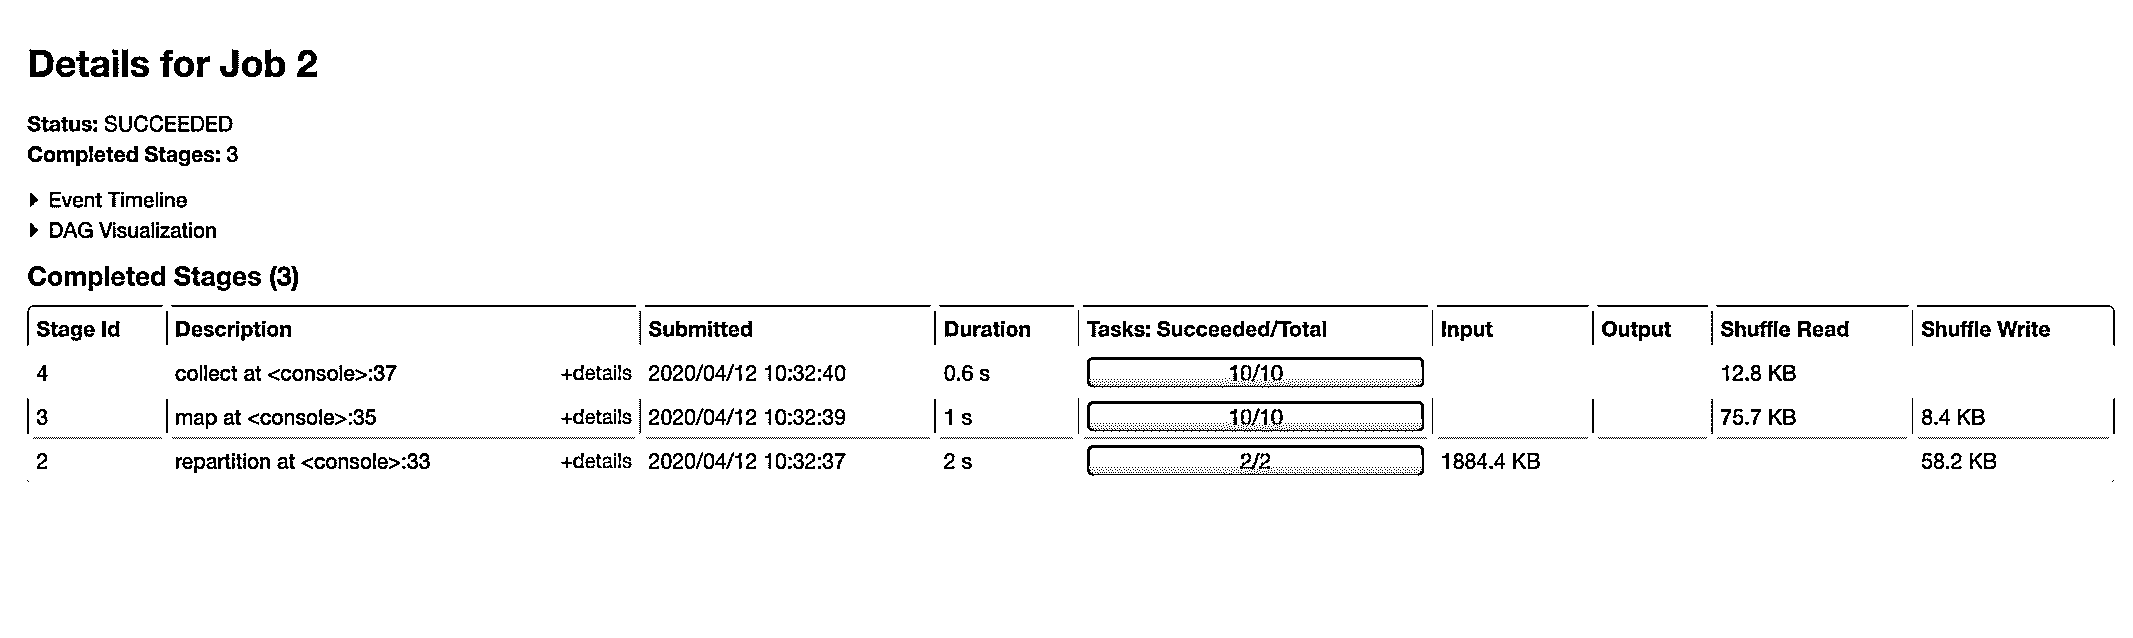 Details for Job 2
Status: SUCCEEDED
Completed Stages: 3
Event Timeline
DAG Visualization
Completed Stages (3)
Stage Id Description Submitted Duration Tasks: Succeeded/Total Input Output Shuffle Read Shuffle Write
4 collect at <console>:37 +details 2020/04/12 10:32:40 0.6 s 10/10 12.8 KB
3 map at <console>:35 +details 2020/04/12 10:32:39 1 s 10/10 75.7 KB 8.4 KB
2 repartition at <console>:33 +details 2020/04/12 10:32:37 2 s 2/2 1884.4 KB 58.2 KB